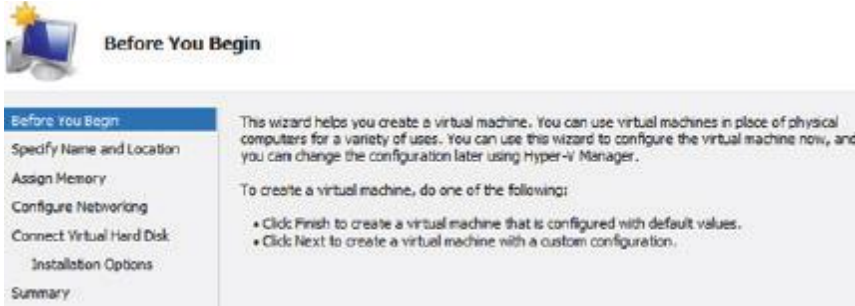 Before You Begin
Before You Begin
Specify Name and Location
Assign Memory
Configure Networking
Connect Virtual Hard Disk
Installation Options
Summary
This wizard helps you create a virtual machine. You can use virtual machines in place of physical
computers for a variety of uses. You can use this wizard to configure the virtual machine now, and
you can change the configuration later using Hyper-V Manager.
To create a virtual machine, do one of the following:
• Click Finish to create a virtual machine that is configured with default values.
• Click Next to create a virtual machine with a custom configuration.